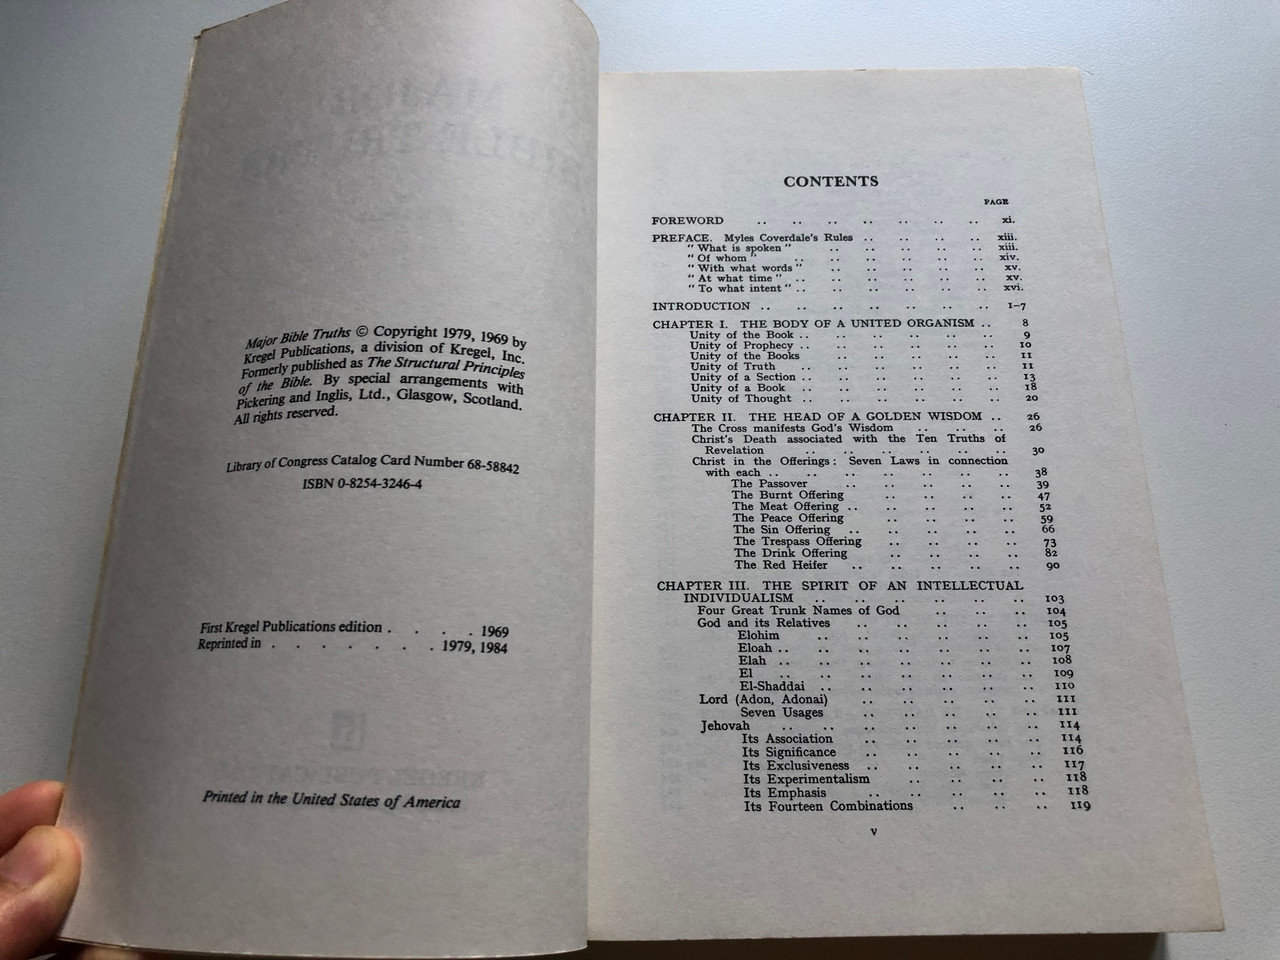 Major Bible Truths © Copyright 1979, 1969 by
Kregel Publications, a division of Kregel, Inc.
Formerly published as The Structural Principles
of the Bible. By special arrangements with
Pickering and Inglis, Ltd., Glasgow, Scotland.
All rights reserved.
Library of Congress Catalog Card Number 68-58842
ISBN 0-8254-3246-4
First Kregel Publications edition . . . . 1969
Reprinted in . . . . . . . 1979, 1984
Printed in the United States of America
CONTENTS
PAGE
FOREWORD .. .. .. .. .. .. .. xi.
PREFACE. Myles Coverdale's Rules .. .. .. .. xiii.
"What is spoken" .. .. .. .. .. xiii.
"Of whom" .. .. .. .. .. .. xiv.
"With what words" .. .. .. .. .. xv.
"At what time" .. .. .. .. .. .. xv.
"To what intent" .. .. .. .. .. .. xvi.
INTRODUCTION .. .. .. .. .. .. .. 1-7
CHAPTER I. THE BODY OF A UNITED ORGANISM .. 8
Unity of the Book .. .. .. .. .. .. 9
Unity of Prophecy .. .. .. .. .. .. 10
Unity of the Books .. .. .. .. .. 11
Unity of Truth .. .. .. .. .. .. 11
Unity of a Section .. .. .. .. .. .. 13
Unity of a Book .. .. .. .. .. .. 18
Unity of Thought .. .. .. .. .. .. 20
CHAPTER II. THE HEAD OF A GOLDEN WISDOM .. 26
The Cross manifests God's Wisdom .. .. .. 26
Christ's Death associated with the Ten Truths of
Revelation .. .. .. .. .. .. 30
Christ in the Offerings: Seven Laws in connection
with each .. .. .. .. .. .. .. 38
The Passover .. .. .. .. .. 39
The Burnt Offering .. .. .. .. 47
The Meat Offering .. .. .. .. .. 52
The Peace Offering .. .. .. .. 59
The Sin Offering .. .. .. .. .. 66
The Trespass Offering .. .. .. .. 73
The Drink Offering .. .. .. .. 82
The Red Heifer .. .. .. .. .. 90
CHAPTER III. THE SPIRIT OF AN INTELLECTUAL
INDIVIDUALISM .. .. .. .. .. .. 103
Four Great Trunk Names of God .. .. .. 104
God and its Relatives .. .. .. .. .. 105
Elohim .. .. .. .. .. .. 105
Eloah .. .. .. .. .. .. 107
Elah .. .. .. .. .. .. 108
El .. .. .. .. .. .. 109
El-Shaddai .. .. .. .. .. 110
Lord (Adon, Adonai) .. .. .. .. .. 111
Seven Usages .. .. .. .. .. 111
Jehovah .. .. .. .. .. .. .. 114
Its Association .. .. .. .. .. 114
Its Significance .. .. .. .. .. 116
Its Exclusiveness .. .. .. .. .. 117
Its Experimentalism .. .. .. .. 118
Its Emphasis .. .. .. .. .. 118
Its Fourteen Combinations .. .. .. 119
v